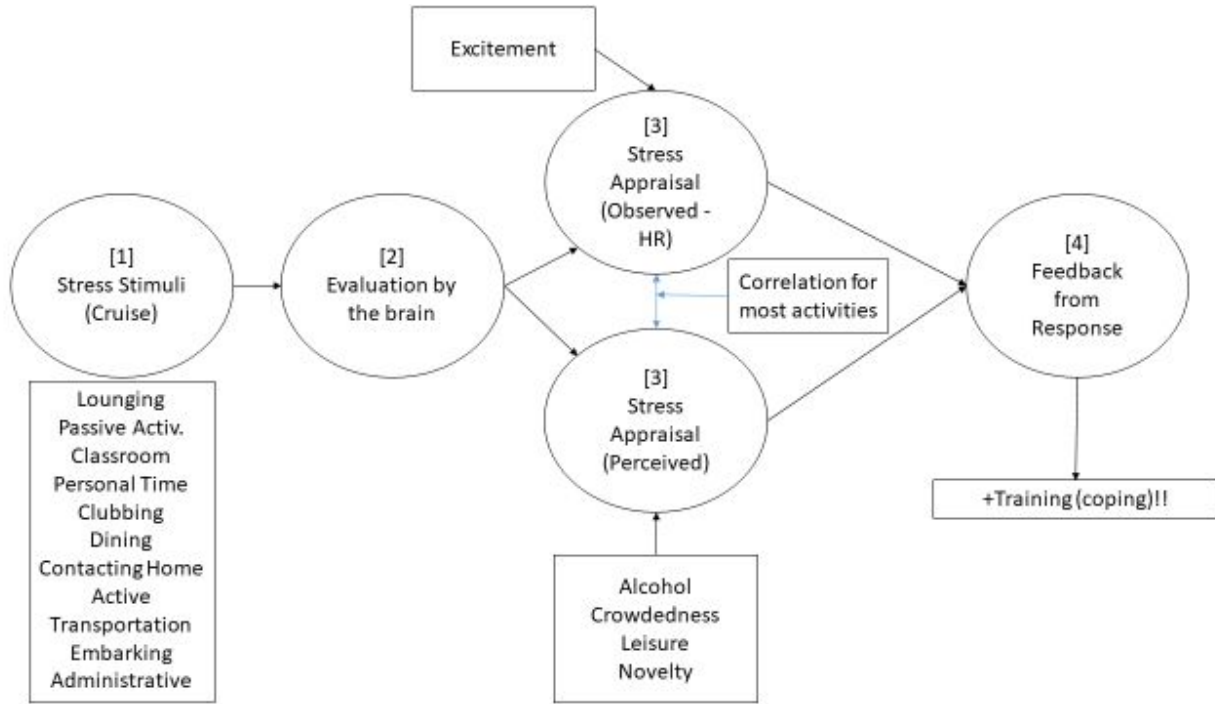 Excitement
[3]
Stress
Appraisal
(Observed -
HR)
[1]
Stress Stimuli
(Cruise)
[2]
Evaluation by
the brain
Correlation for
most activities
[4]
Feedback
from
Response
[3]
Stress
Appraisal
(Perceived)
Lounging
Passive Activ.
Classroom
Personal Time
Clubbing
Dining
Contacting Home
Active
Transportation
Embarking
Administrative
+Training (coping)!!
Alcohol
Crowdedness
Leisure
Novelty